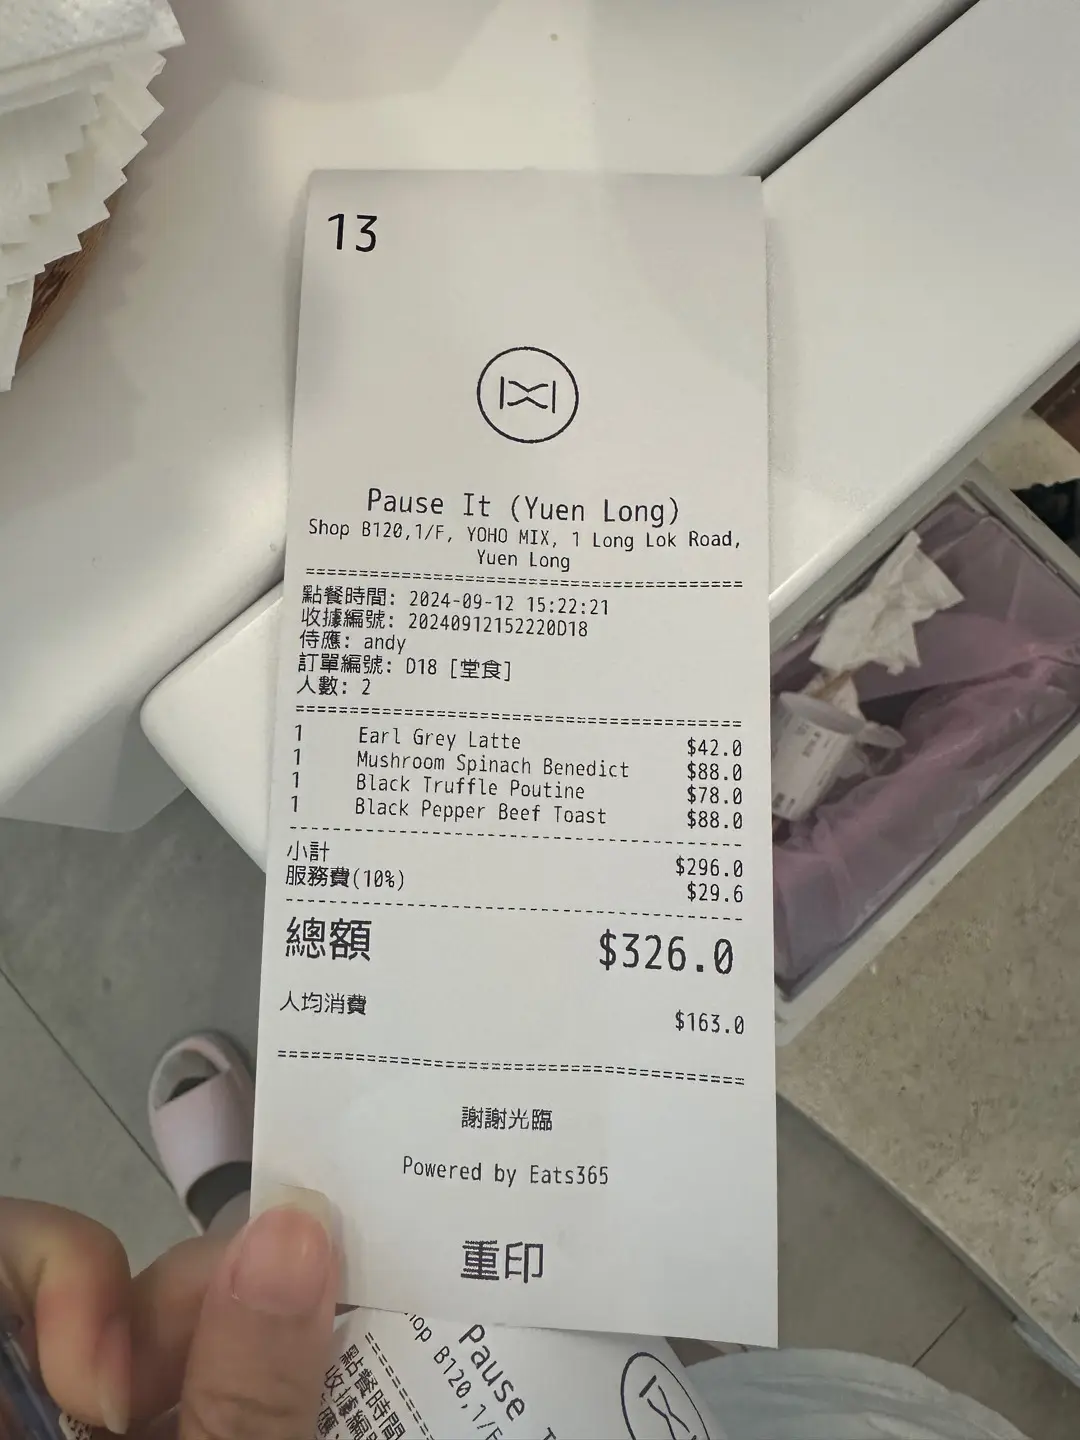 13
Pause It (Yuen Long)
Shop B120,1/F, YOHO MIX, 1 Long Lok Road,
Yuen Long
點餐時間: 2024-09-12 15:22:21
收據編號: 20240912152220D18
侍應: andy
訂單編號: D18 [堂食]
人數: 2
1 Earl Grey Latte $42.0
1 Mushroom Spinach Benedict $88.0
1 Black Truffle Poutine $78.0
1 Black Pepper Beef Toast $88.0
小計 $296.0
服務費(10%) $29.6
總額 $326.0
人均消費 $163.0
謝謝光臨
Powered by Eats365
重印
Pause
hop B120,1/F
點餐時間
收據編
應: